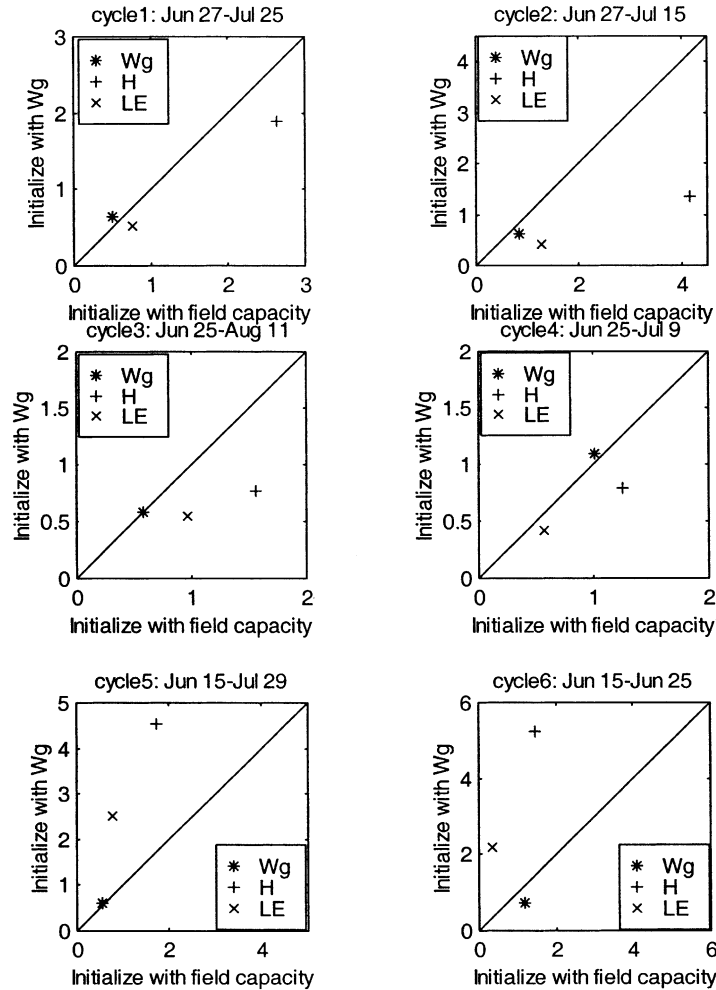 cycle1: Jun 27-Jul 25
3
2
1
0
Initialize with Wg
Wg
H
LE
0 1 2 3
Initialize with field capacity
cycle2: Jun 27-Jul 15
4
3
2
1
0
Initialize with Wg
Wg
H
LE
0 2 4
Initialize with field capacity
cycle3: Jun 25-Aug 11
2
1.5
1
0.5
0
Initialize with Wg
Wg
H
LE
0 1 2
Initialize with field capacity
cycle4: Jun 25-Jul 9
2
1.5
1
0.5
0
Initialize with Wg
Wg
H
LE
0 1 2
Initialize with field capacity
cycle5: Jun 15-Jul 29
5
4
3
2
1
0
Initialize with Wg
Wg
H
LE
0 2 4
Initialize with field capacity
cycle6: Jun 15-Jun 25
6
4
2
0
Initialize with Wg
Wg
H
LE
0 2 4 6
Initialize with field capacity